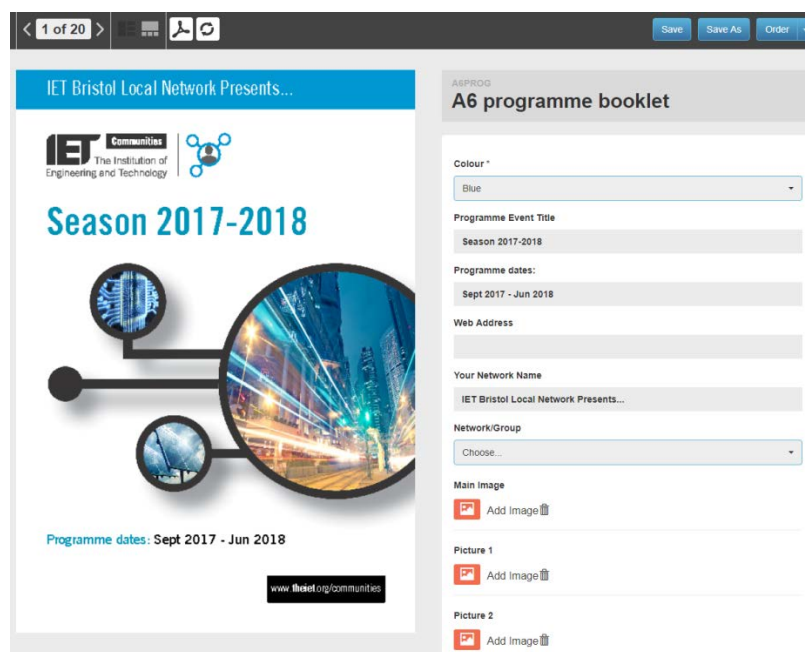 1 of 20
Save
Save As
Order
IET Bristol Local Network Presents...
IET
Communities
The Institution of
Engineering and Technology
Season 2017-2018
Programme dates: Sept 2017 - Jun 2018
www.theiet.org/communities
A6PROG
A6 programme booklet
Colour *
Blue
Programme Event Title
Season 2017-2018
Programme dates:
Sept 2017 - Jun 2018
Web Address
Your Network Name
IET Bristol Local Network Presents...
Network/Group
Choose...
Main Image
Add Image
Picture 1
Add Image
Picture 2
Add Image